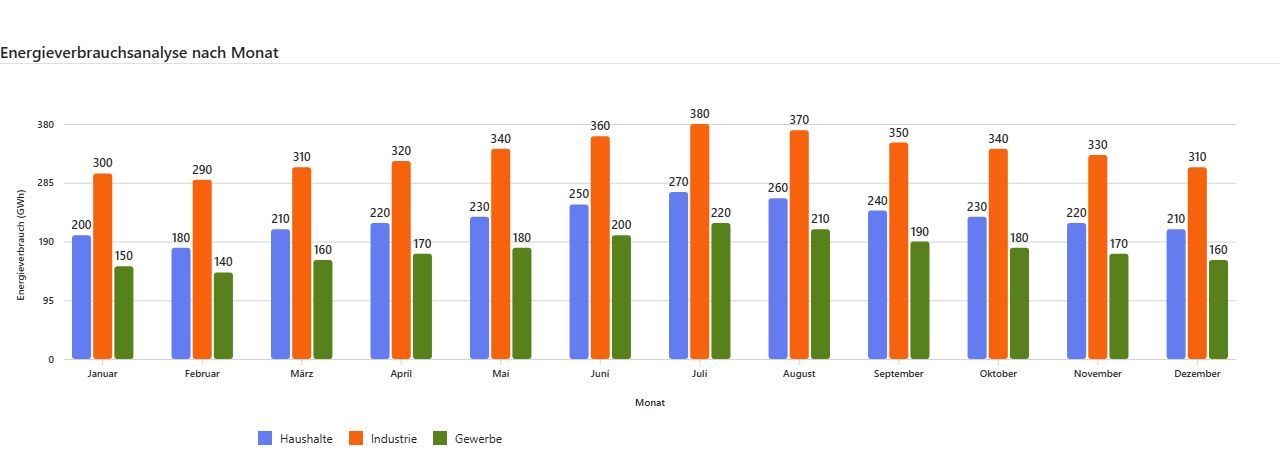 Energieverbrauchsanalyse nach Monat
Energieverbrauch (GWh)
380
285
190
95
0
200 300 150
180 290 140
210 310 160
220 320 170
230 340 180
250 360 200
270 380 220
260 370 210
240 350 190
230 340 180
220 330 170
210 310 160
Januar Februar März April Mai Juni Juli August September Oktober November Dezember
Monat
Haushalte Industrie Gewerbe